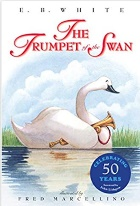 E. B. WHITE
THE
TRUMPET of the SWAN
CELEBRATING
50
YEARS
illustrated by
FRED MARCELLINO